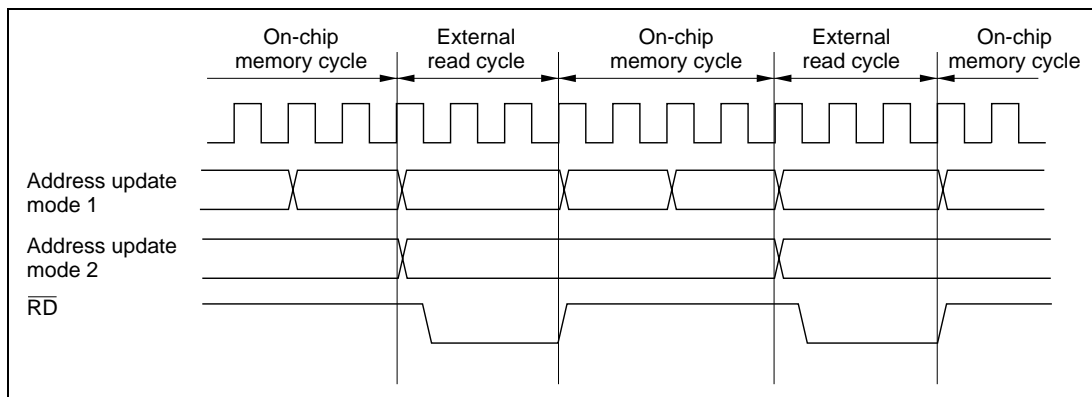 On-chip
memory cycle
External
read cycle
On-chip
memory cycle
External
read cycle
On-chip
memory cycle
Address update
mode 1
Address update
mode 2
R̅D̅